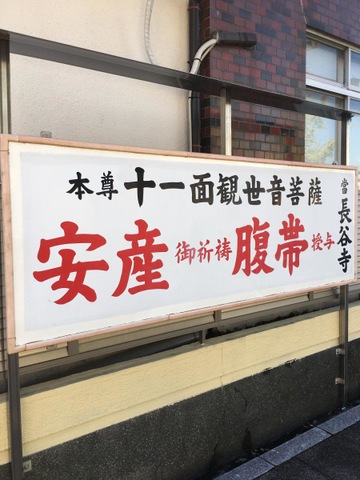 本尊十一面観世音菩薩
安産御祈祷腹帯授与
當長谷寺